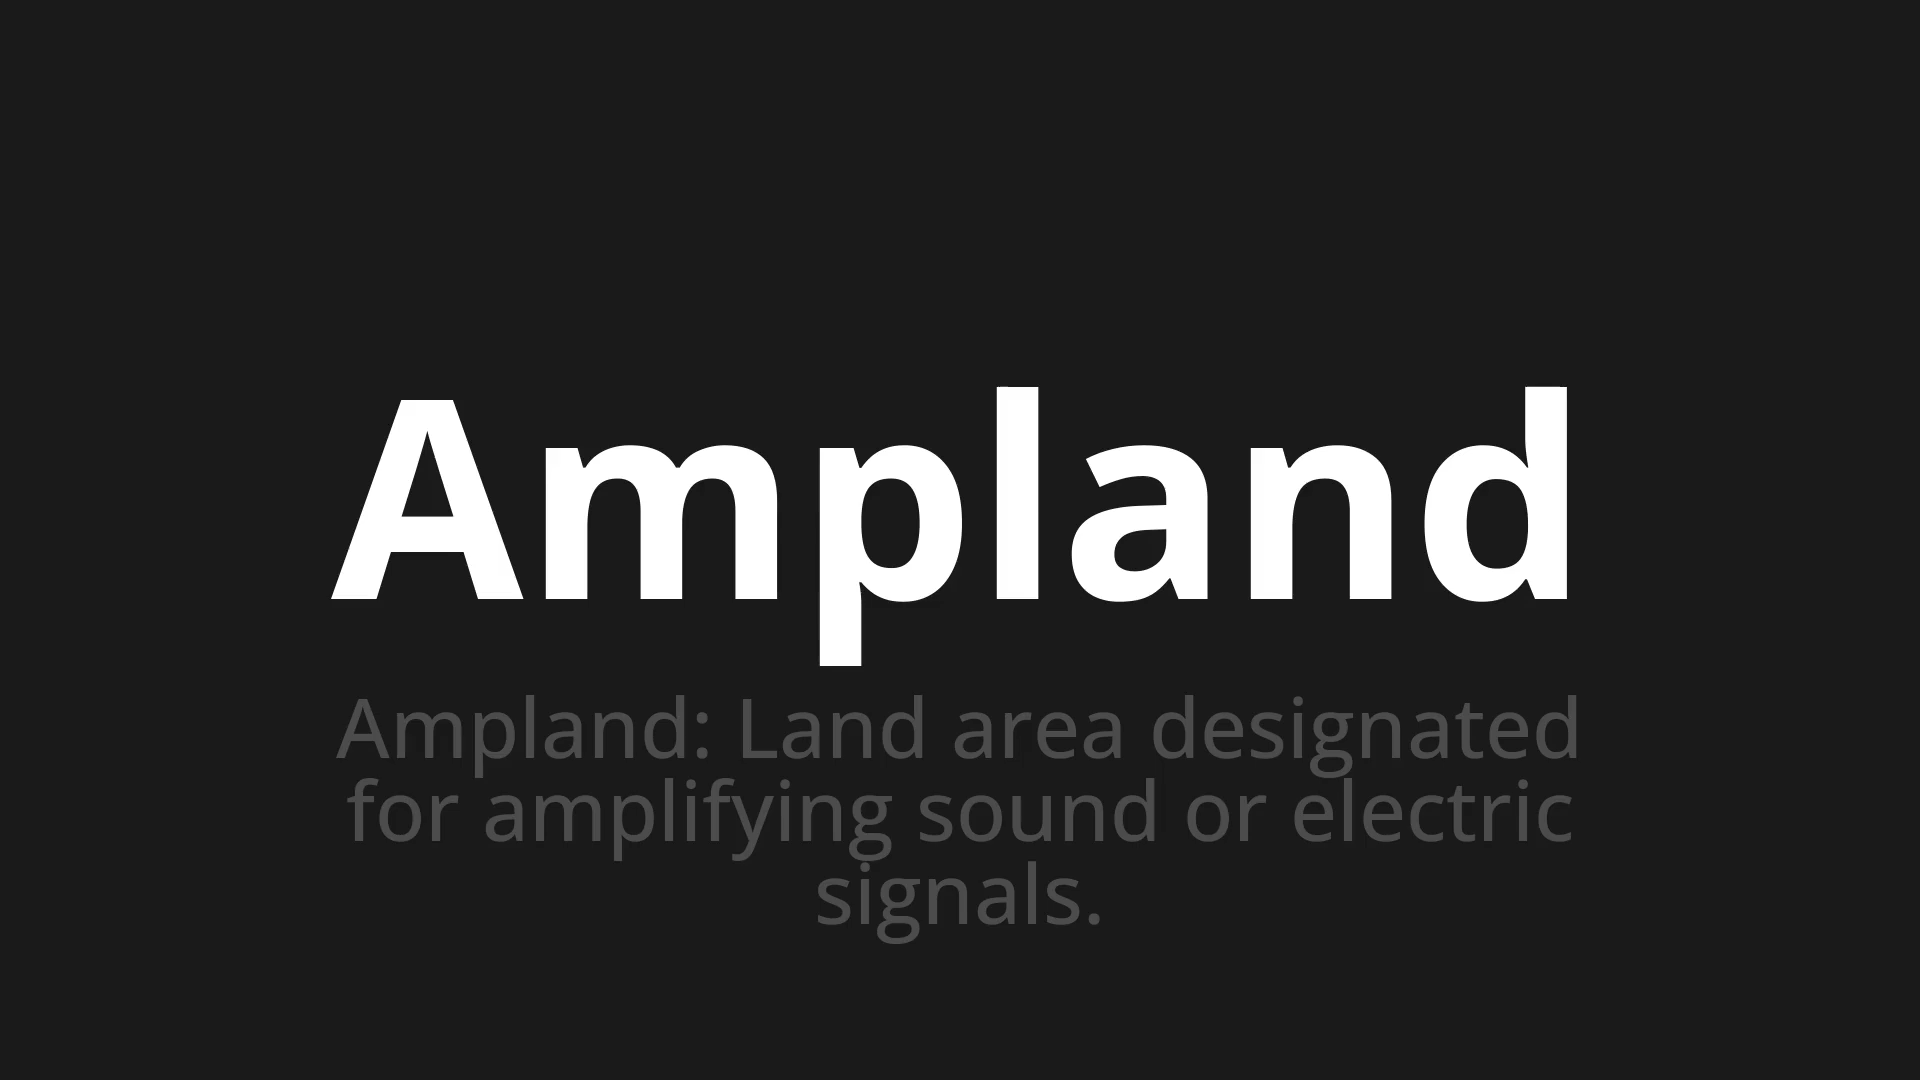 Ampland
Ampland: Land area designated
for amplifying sound or electric
signals.